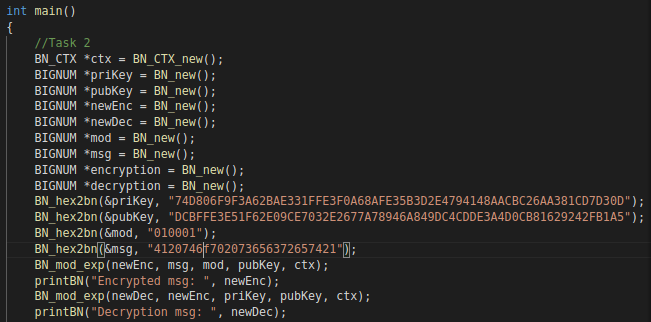 int main()
{
    //Task 2
    BN_CTX *ctx = BN_CTX_new();
    BIGNUM *priKey = BN_new();
    BIGNUM *pubKey = BN_new();
    BIGNUM *newEnc = BN_new();
    BIGNUM *newDec = BN_new();
    BIGNUM *mod = BN_new();
    BIGNUM *msg = BN_new();
    BIGNUM *encryption = BN_new();
    BIGNUM *decryption = BN_new();
    BN_hex2bn(&priKey, "74D806F9F3A62BAE331FFE3F0A68AFE35B3D2E4794148AACBC26AA381CD7D30D");
    BN_hex2bn(&pubKey, "DCBFFE3E51F62E09CE7032E2677A78946A849DC4CDDE3A4D0CB81629242FB1A5");
    BN_hex2bn(&mod, "010001");
    BN_hex2bn(&msg, "4120746f702073656372657421");
    BN_mod_exp(newEnc, msg, mod, pubKey, ctx);
    printBN("Encrypted msg: ", newEnc);
    BN_mod_exp(newDec, newEnc, priKey, pubKey, ctx);
    printBN("Decryption msg: ", newDec);